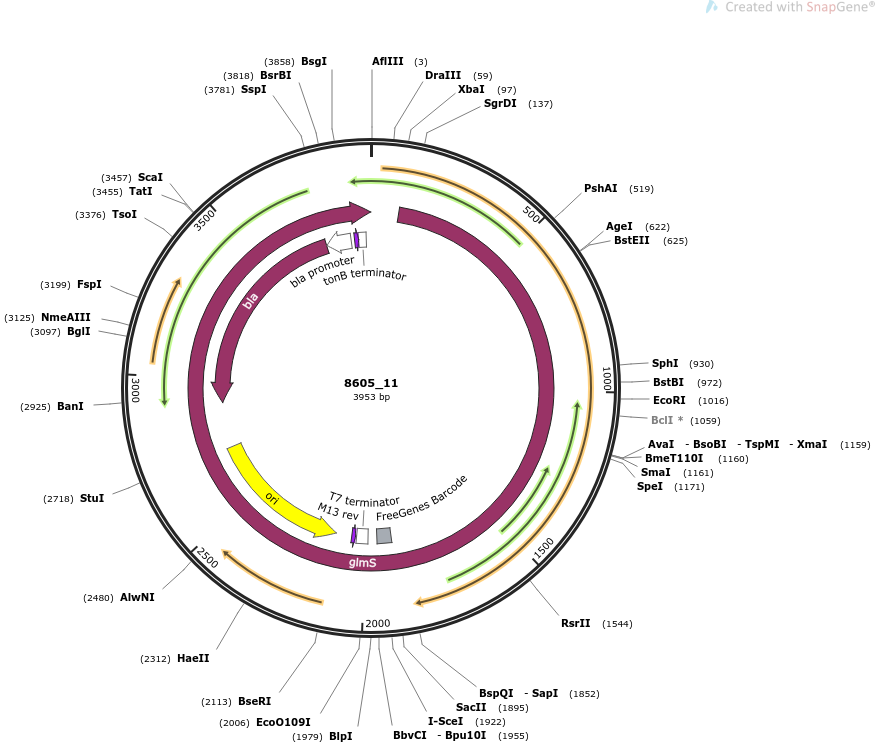 Created with SnapGene®
(3858) BsgI
AflIII (3)
(3818) BsrBI
DraIII (59)
(3781) SspI
XbaI (97)
SgrDI (137)
(3457) ScaI
(3455) TatI
(3376) TsoI
3500
500
PshAI (519)
AgeI (622)
BstEII (625)
bla promoter
tonB terminator
bla
(3199) FspI
(3125) NmeAIII
(3097) BglI
3000
1000
SphI (930)
BstBI (972)
EcoRI (1016)
BclI * (1059)
8605_11
3953 bp
(2925) BanI
AvaI - BsoBI - TspMI - XmaI (1159)
BmeT110I (1160)
SmaI (1161)
SpeI (1171)
(2718) StuI
ori
T7 terminator
M13 rev
FreeGenes Barcode
glmS
2500
1500
2000
(2480) AlwNI
RsrII (1544)
(2312) HaeII
(2113) BseRI
(2006) EcoO109I
(1979) BlpI
BspQI - SapI (1852)
SacII (1895)
I-SceI (1922)
BbvCI - Bpu10I (1955)